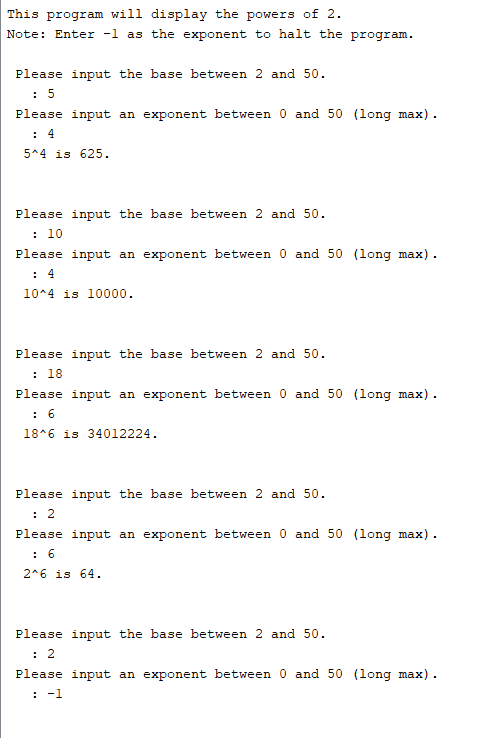 This program will display the powers of 2.
Note: Enter -1 as the exponent to halt the program.
Please input the base between 2 and 50.
: 5
Please input an exponent between 0 and 50 (long max).
: 4
5^4 is 625.
Please input the base between 2 and 50.
: 10
Please input an exponent between 0 and 50 (long max).
: 4
10^4 is 10000.
Please input the base between 2 and 50.
: 18
Please input an exponent between 0 and 50 (long max).
: 6
18^6 is 34012224.
Please input the base between 2 and 50.
: 2
Please input an exponent between 0 and 50 (long max).
: 6
2^6 is 64.
Please input the base between 2 and 50.
: 2
Please input an exponent between 0 and 50 (long max).
: -1